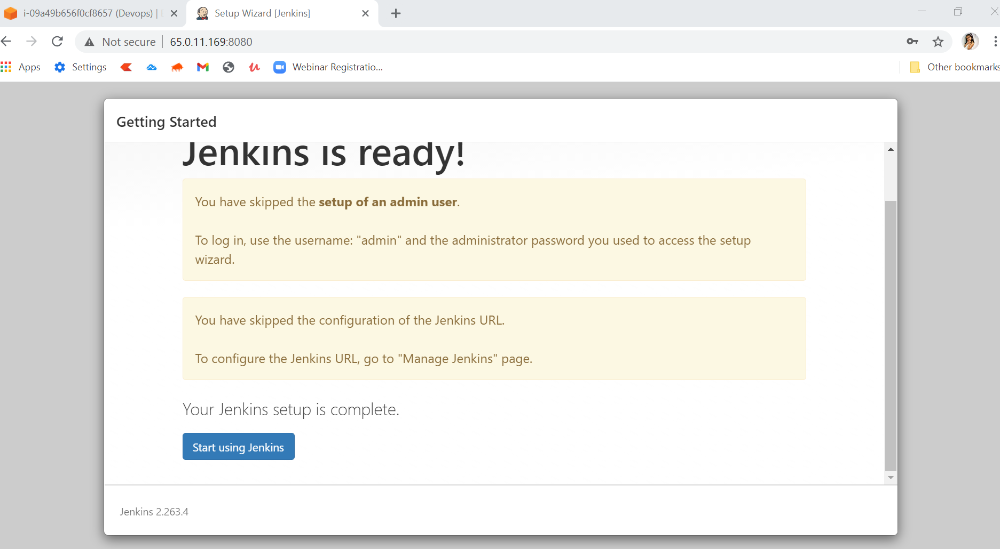 i-09a49b656f0cf8657 (Devops) |
Setup Wizard [Jenkins]
Not secure
65.0.11.169:8080
Apps
Settings
Webinar Registratio...
Other bookmarks
Getting Started
Jenkins is ready!
You have skipped the setup of an admin user.
To log in, use the username: "admin" and the administrator password you used to access the setup
wizard.
You have skipped the configuration of the Jenkins URL.
To configure the Jenkins URL, go to "Manage Jenkins" page.
Your Jenkins setup is complete.
Start using Jenkins
Jenkins 2.263.4